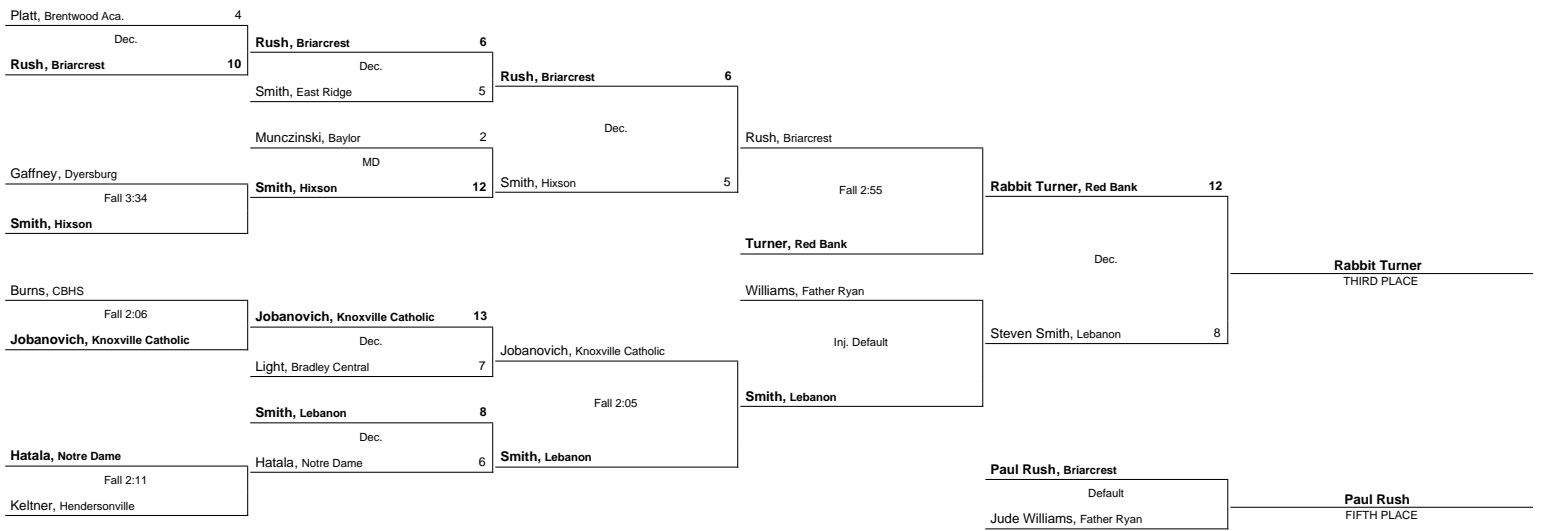 Platt, Brentwood Aca. 4
Dec.
Rush, Briarcrest 10
Gaffney, Dyersburg
Fall 3:34
Smith, Hixson
Burns, CBHS
Fall 2:06
Jobanovich, Knoxville Catholic
Hatala, Notre Dame
Fall 2:11
Keltner, Hendersonville
Rush, Briarcrest 6
Dec.
Smith, East Ridge 5
Munczinski, Baylor 2
MD
Smith, Hixson 12
Jobanovich, Knoxville Catholic 13
Dec.
Light, Bradley Central 7
Smith, Lebanon 8
Dec.
Hatala, Notre Dame 6
Rush, Briarcrest 6
Dec.
Smith, Hixson 5
Jobanovich, Knoxville Catholic
Fall 2:05
Smith, Lebanon
Rush, Briarcrest
Fall 2:55
Turner, Red Bank
Williams, Father Ryan
Inj. Default
Smith, Lebanon
Rabbit Turner, Red Bank 12
Dec.
Steven Smith, Lebanon 8
Rabbit Turner
THIRD PLACE
Paul Rush, Briarcrest
Default
Jude Williams, Father Ryan
Paul Rush
FIFTH PLACE